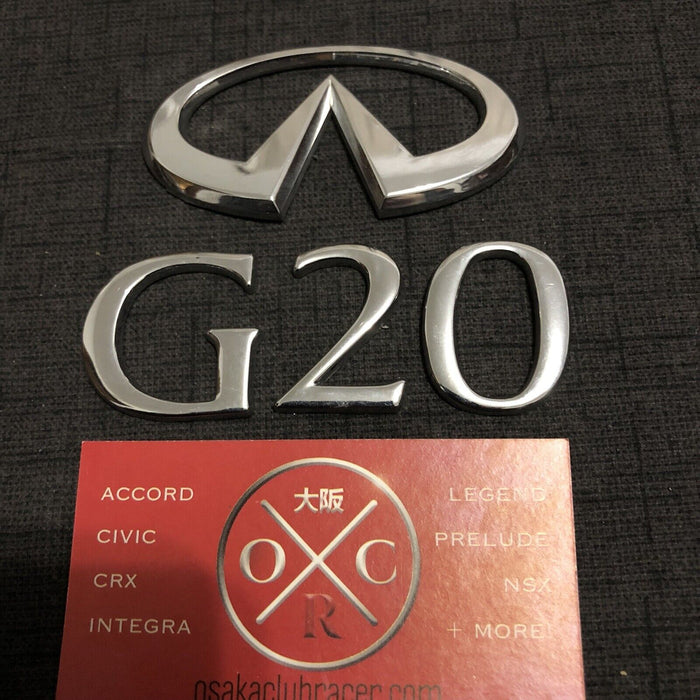 G20
ACCORD
CIVIC
CRX
INTEGRA
大阪
O C
R
LEGEND
PRELUDE
NSX
+ MORE!
osakaclubracer.com